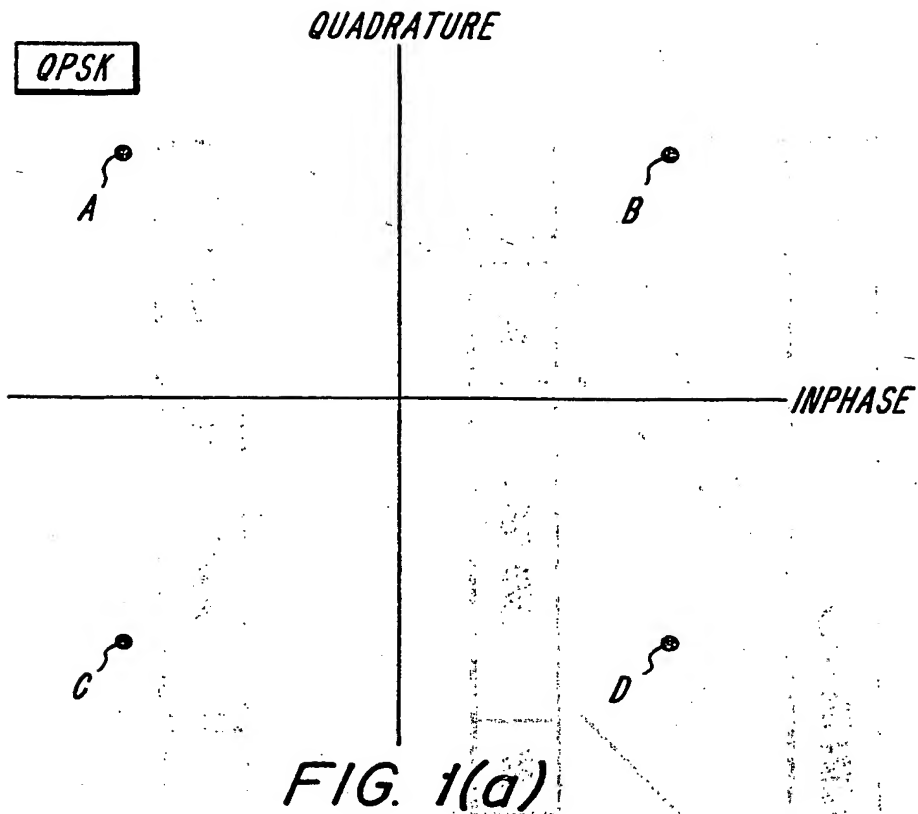 QUADRATURE
QPSK
A
B
INPHASE
C
D
FIG. 1(a)